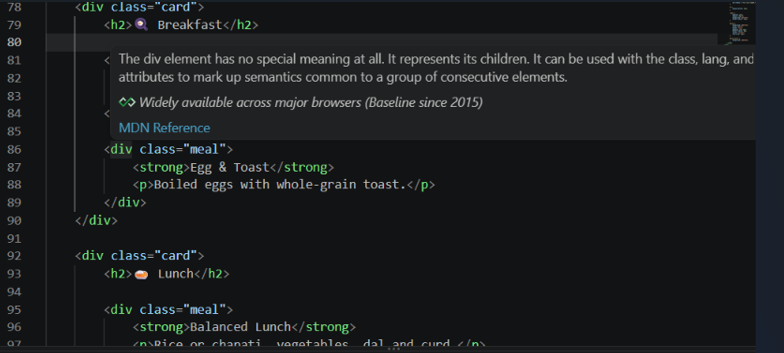 78 <div class="card">
79 <h2>🍳 Breakfast</h2>
80
81 <
The div element has no special meaning at all. It represents its children. It can be used with the class, lang, and
82
attributes to mark up semantics common to a group of consecutive elements.
83
Widely available across major browsers (Baseline since 2015)
84 <
85
MDN Reference
86 <div class="meal">
87 <strong>Egg & Toast</strong>
88 <p>Boiled eggs with whole-grain toast.</p>
89 </div>
90 </div>
91
92 <div class="card">
93 <h2>🍛 Lunch</h2>
94
95 <div class="meal">
96 <strong>Balanced Lunch</strong>
97 <p>Rice or chapati, vegetables, dal and curd.</p>